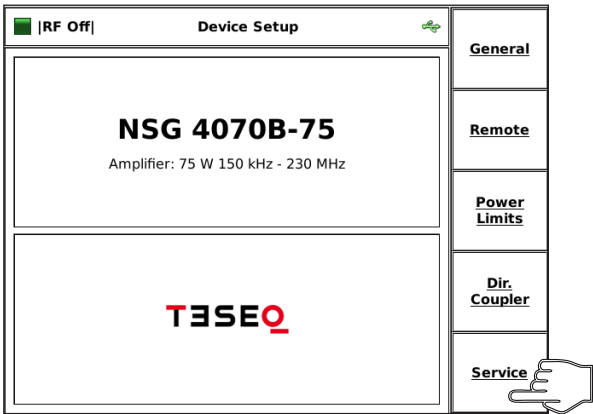 |RF Off|
Device Setup
NSG 4070B-75
Amplifier: 75 W 150 kHz - 230 MHz
TESEQ
General
Remote
Power
Limits
Dir.
Coupler
Service